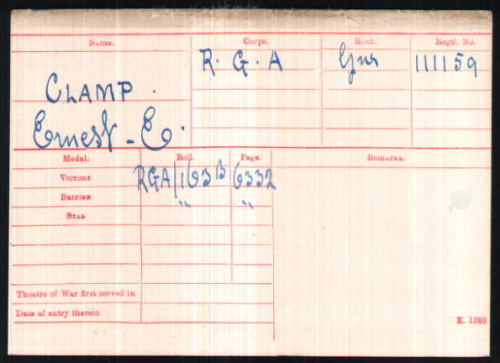 Name. Corps. Rank. Regtl. No.
R. G. A Gnr 111159
CLAMP.
Ernest-E.
Medal. Roll. Page. Remarks.
VICTORY RGA/163B 6332
BRITISH " "
STAR
Theatre of War first served in
Date of entry therein
K. 1380